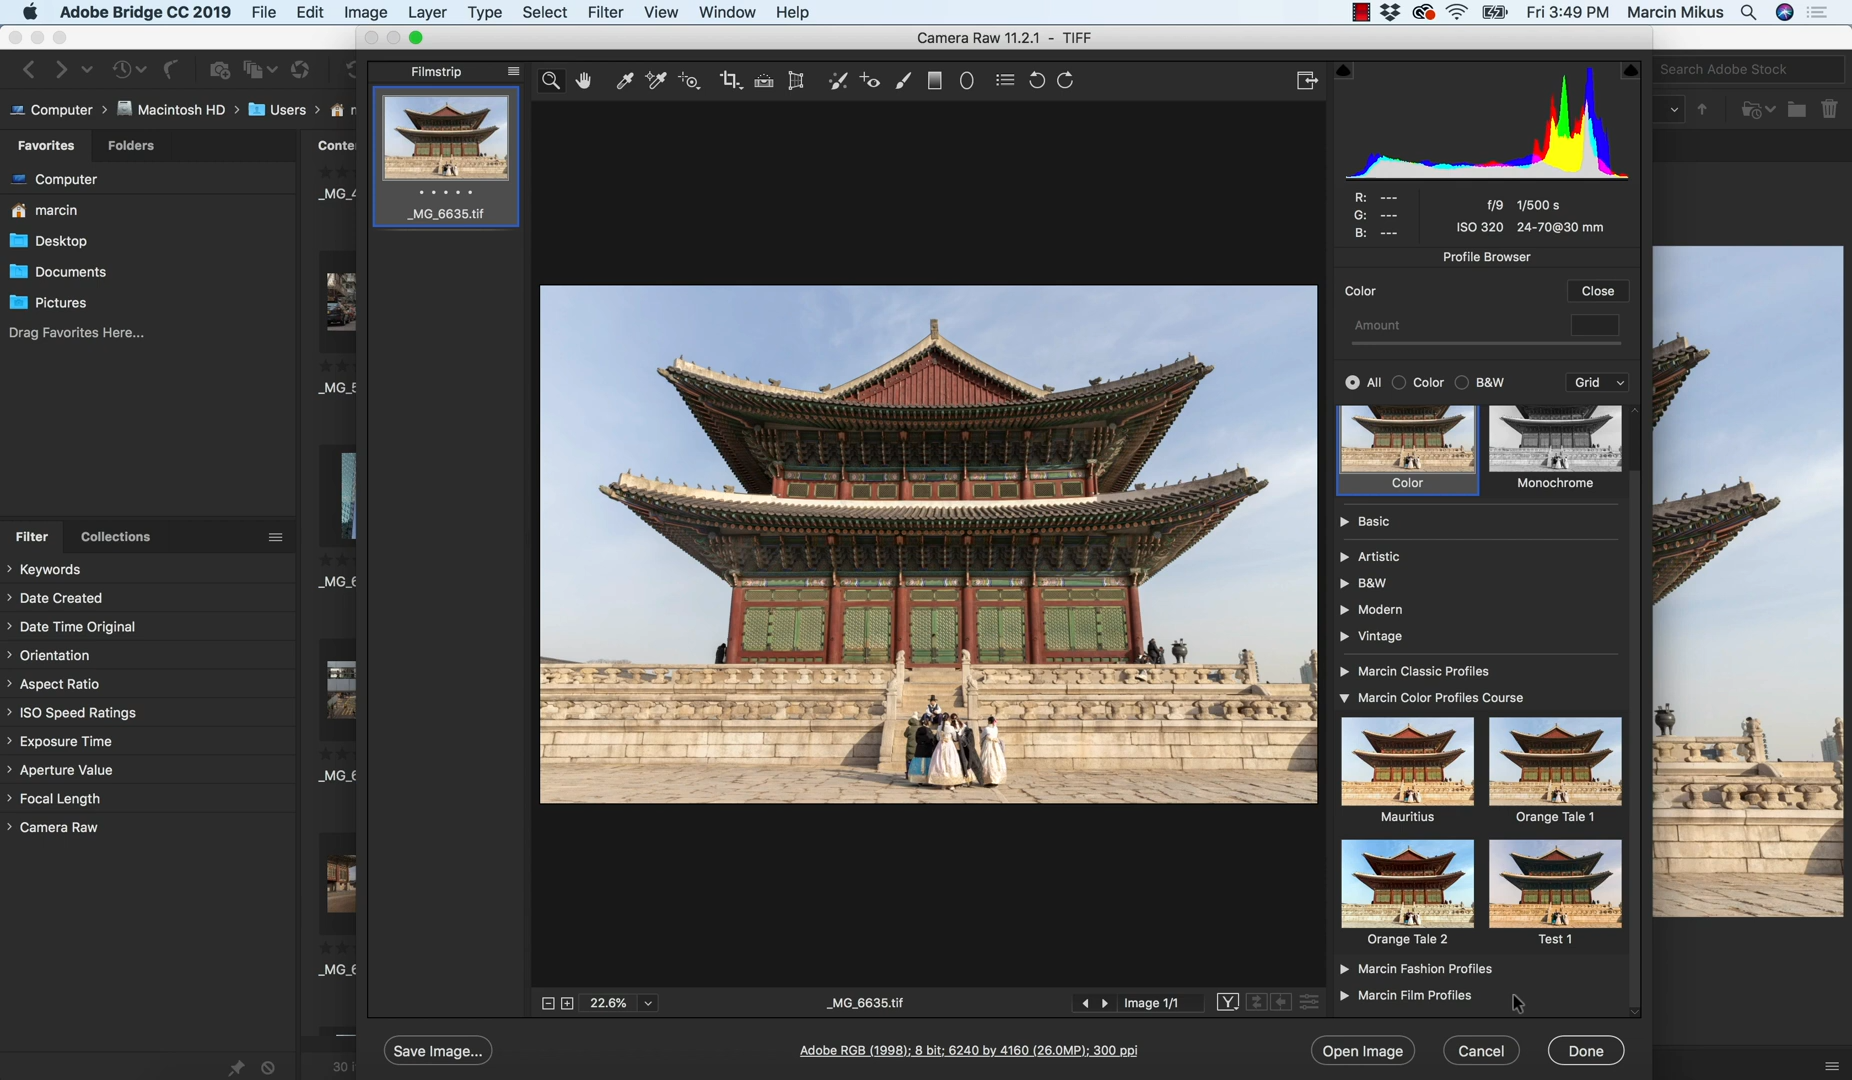 Adobe Bridge CC 2019 File Edit Image Layer Type Select Filter View Window Help Fri 3:49 PM Marcin Mikus
Camera Raw 11.2.1 - TIFF
Filmstrip
Search Adobe Stock
Computer Macintosh HD Users
Favorites Folders
Computer
marcin
Desktop
Documents
Pictures
Drag Favorites Here...
Filter Collections
Keywords
Date Created
Date Time Original
Orientation
Aspect Ratio
ISO Speed Ratings
Exposure Time
Aperture Value
Focal Length
Camera Raw
_MG_6635.tif
R: ---
G: ---
B: ---
f/9 1/500 s
ISO 320 24-70@30 mm
Profile Browser
Color Close
Amount
All Color B&W Grid
Color Monochrome
Basic
Artistic
B&W
Modern
Vintage
Marcin Classic Profiles
Marcin Color Profiles Course
Mauritius Orange Tale 1
Orange Tale 2 Test 1
Marcin Fashion Profiles
Marcin Film Profiles
22.6% _MG_6635.tif Image 1/1 Y
Save Image... Adobe RGB (1998); 8 bit; 6240 by 4160 (26.0MP); 300 ppi Open Image Cancel Done